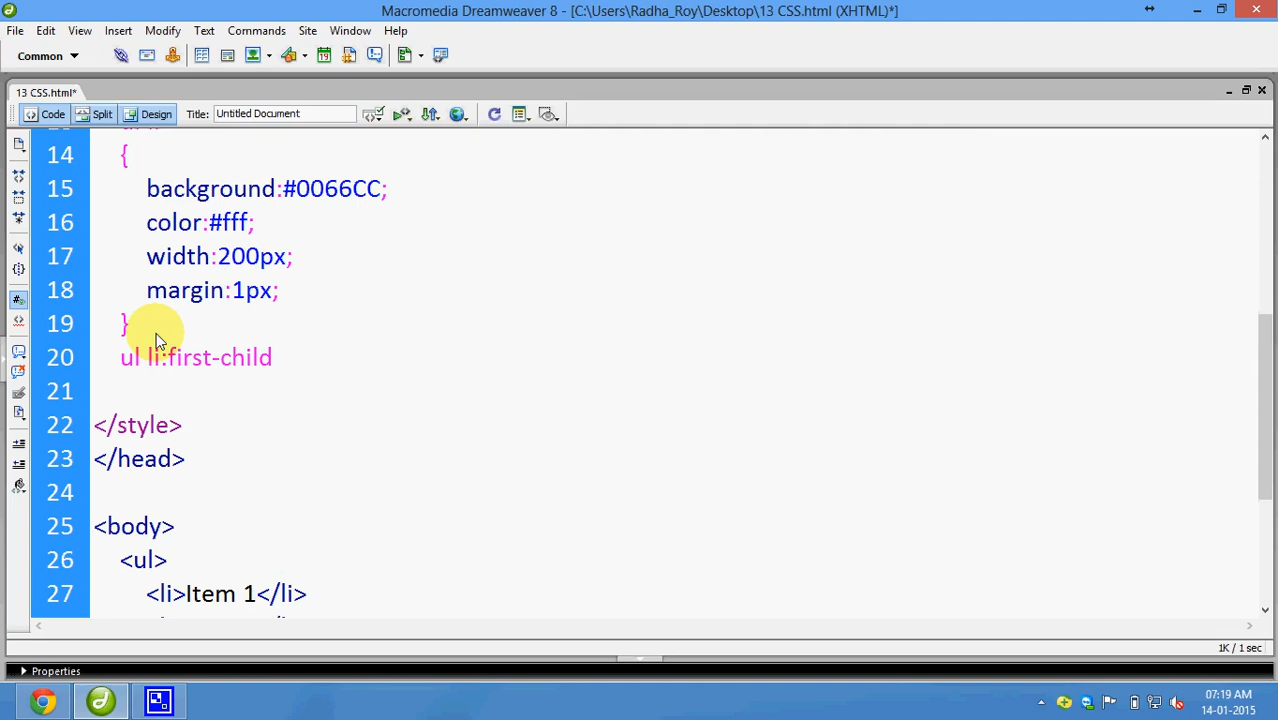 Macromedia Dreamweaver 8 - [C:\Users\Radha_Roy\Desktop\13 CSS.html (XHTML)*]
File Edit View Insert Modify Text Commands Site Window Help
Common
13 CSS.html*
Code Split Design Title: Untitled Document
14 {
15 background:#0066CC;
16 color:#fff;
17 width:200px;
18 margin:1px;
19 }
20 ul li:first-child
21
22 </style>
23 </head>
24
25 <body>
26 <ul>
27 <li>Item 1</li>
1K / 1 sec
Properties
07:19 AM
14-01-2015